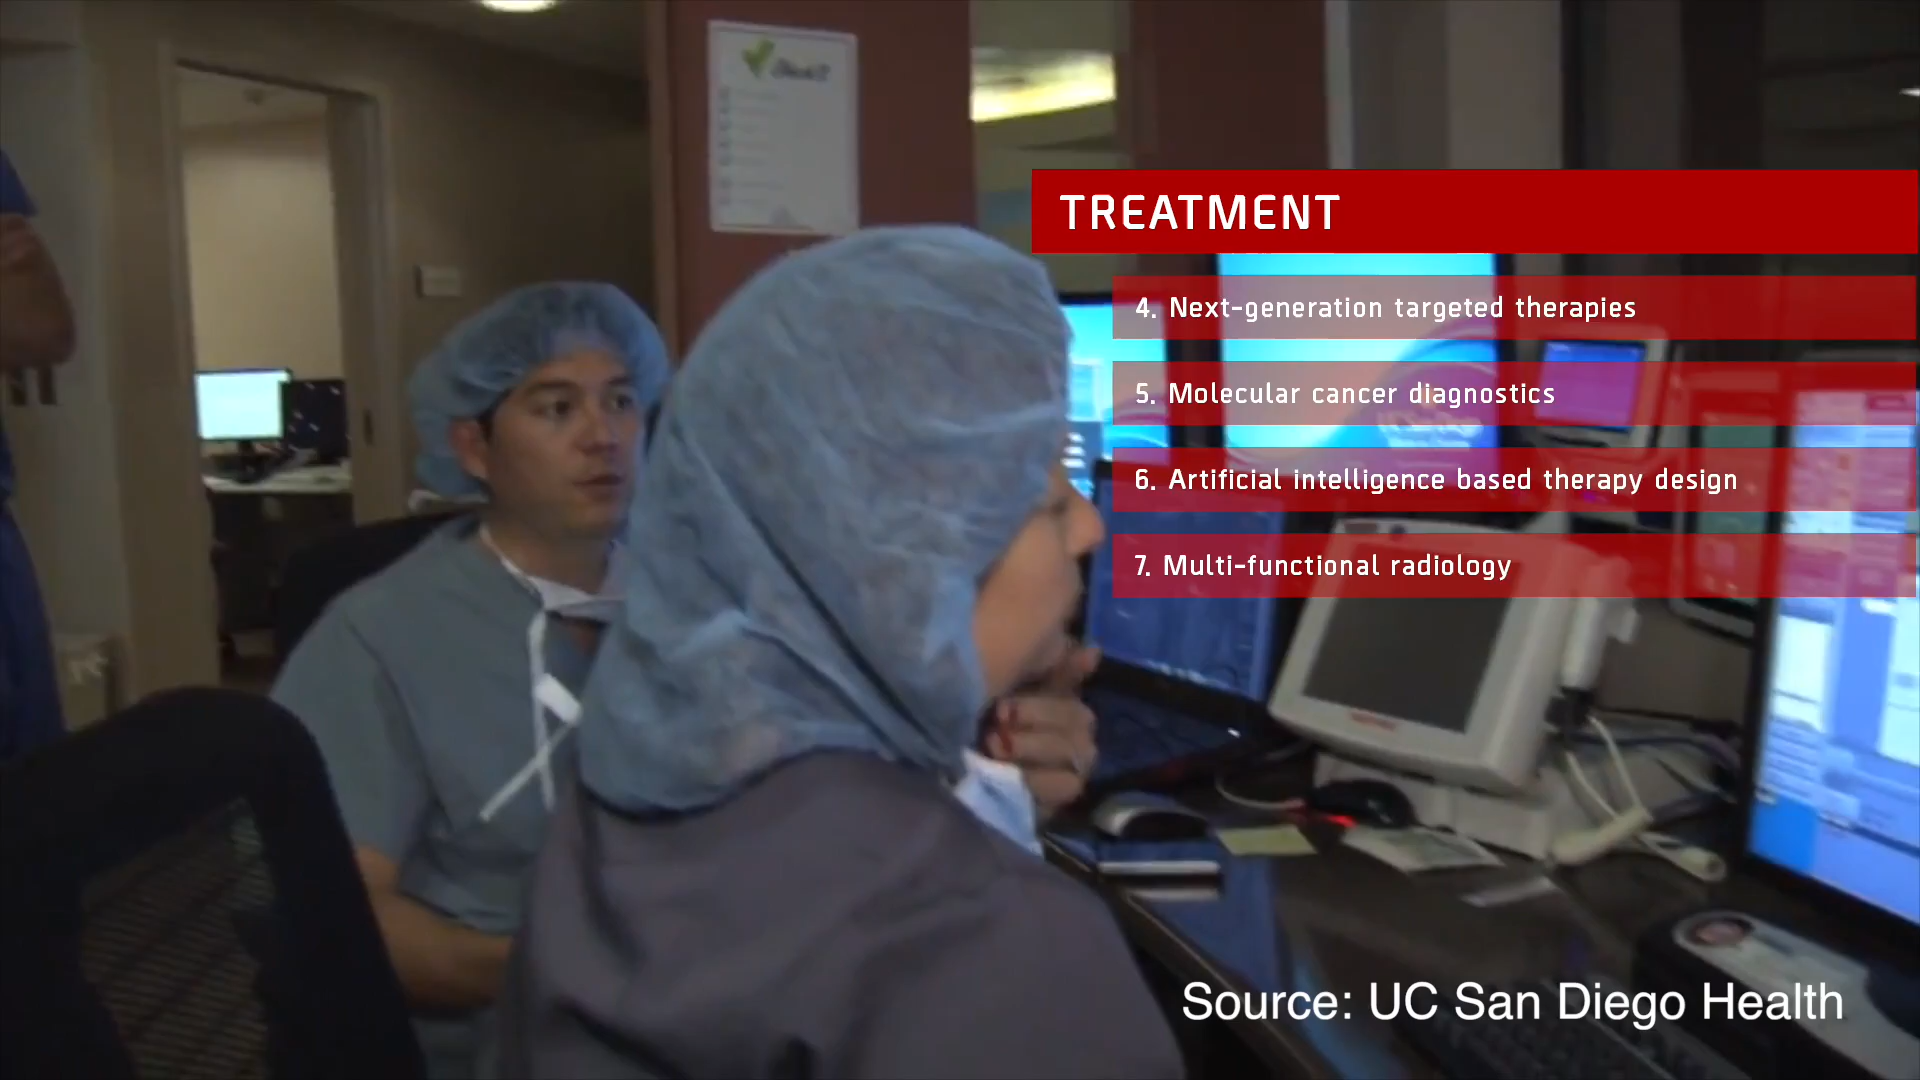 TREATMENT
4. Next-generation targeted therapies
5. Molecular cancer diagnostics
6. Artificial intelligence based therapy design
7. Multi-functional radiology
Source: UC San Diego Health